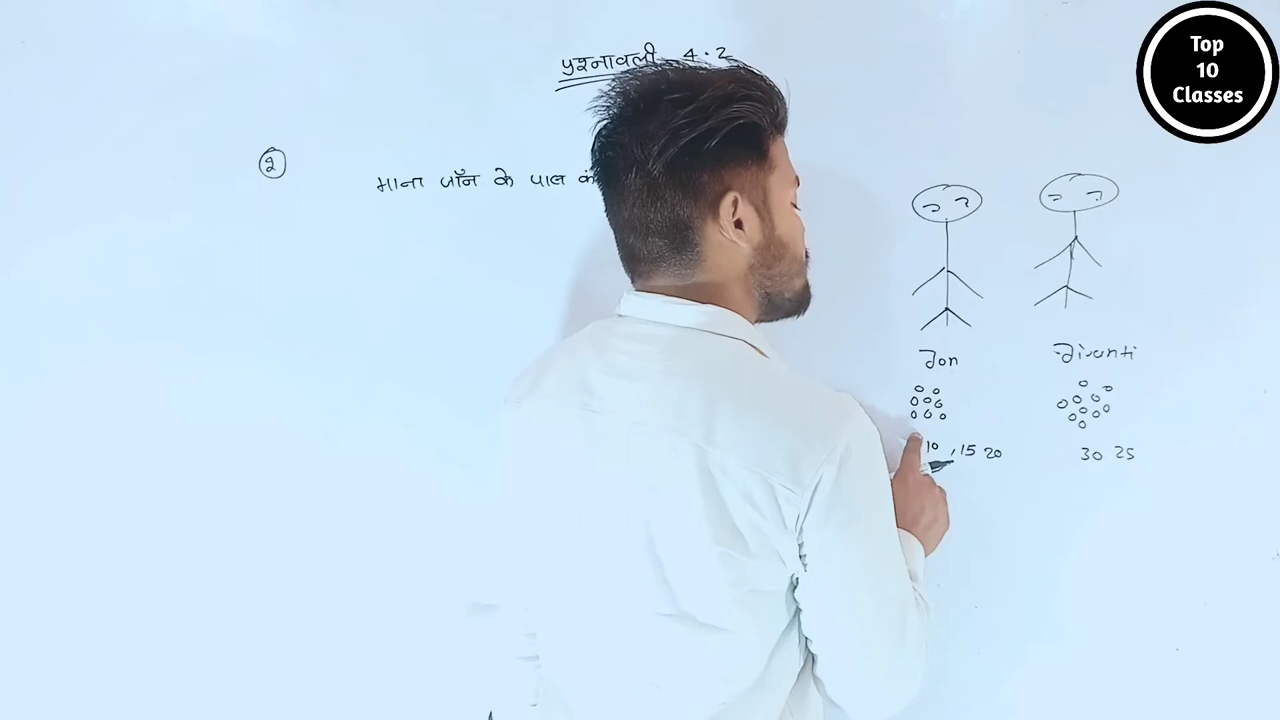 Top
10
Classes
प्रश्नावली 4.2
2
माना जॉन के पास कं
Jon Jivanti
10 , 15 20 30 25